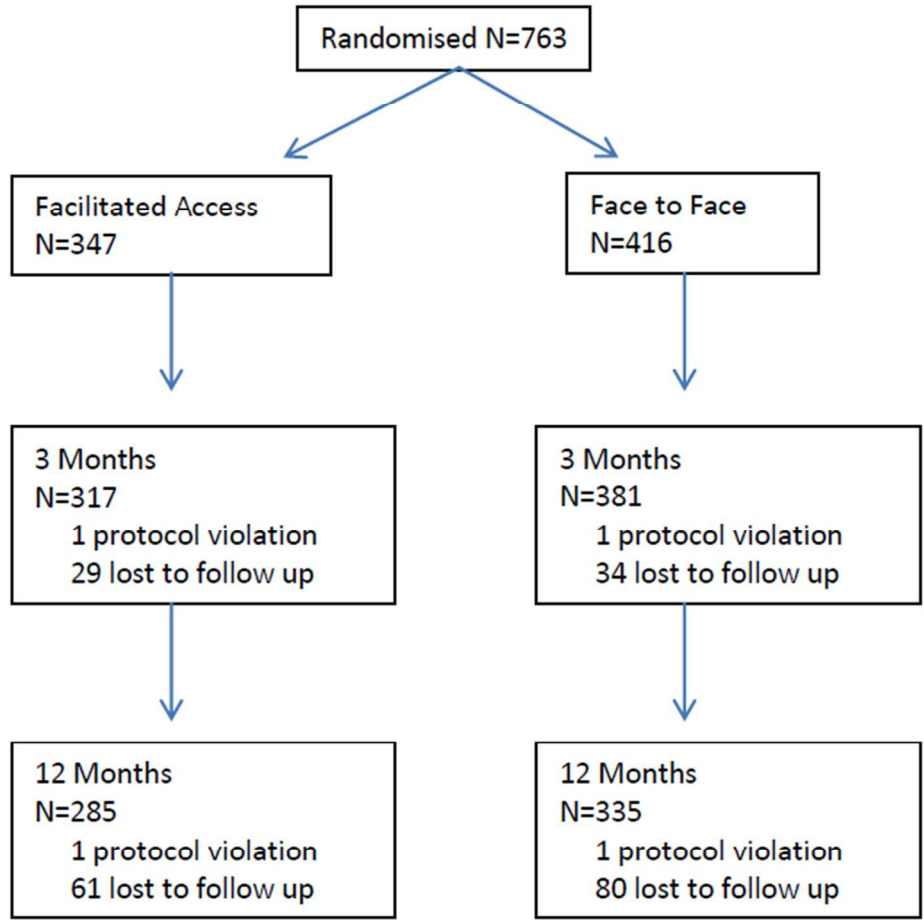 Randomised N=763
Facilitated Access
N=347
Face to Face
N=416
3 Months
N=317
1 protocol violation
29 lost to follow up
3 Months
N=381
1 protocol violation
34 lost to follow up
12 Months
N=285
1 protocol violation
61 lost to follow up
12 Months
N=335
1 protocol violation
80 lost to follow up